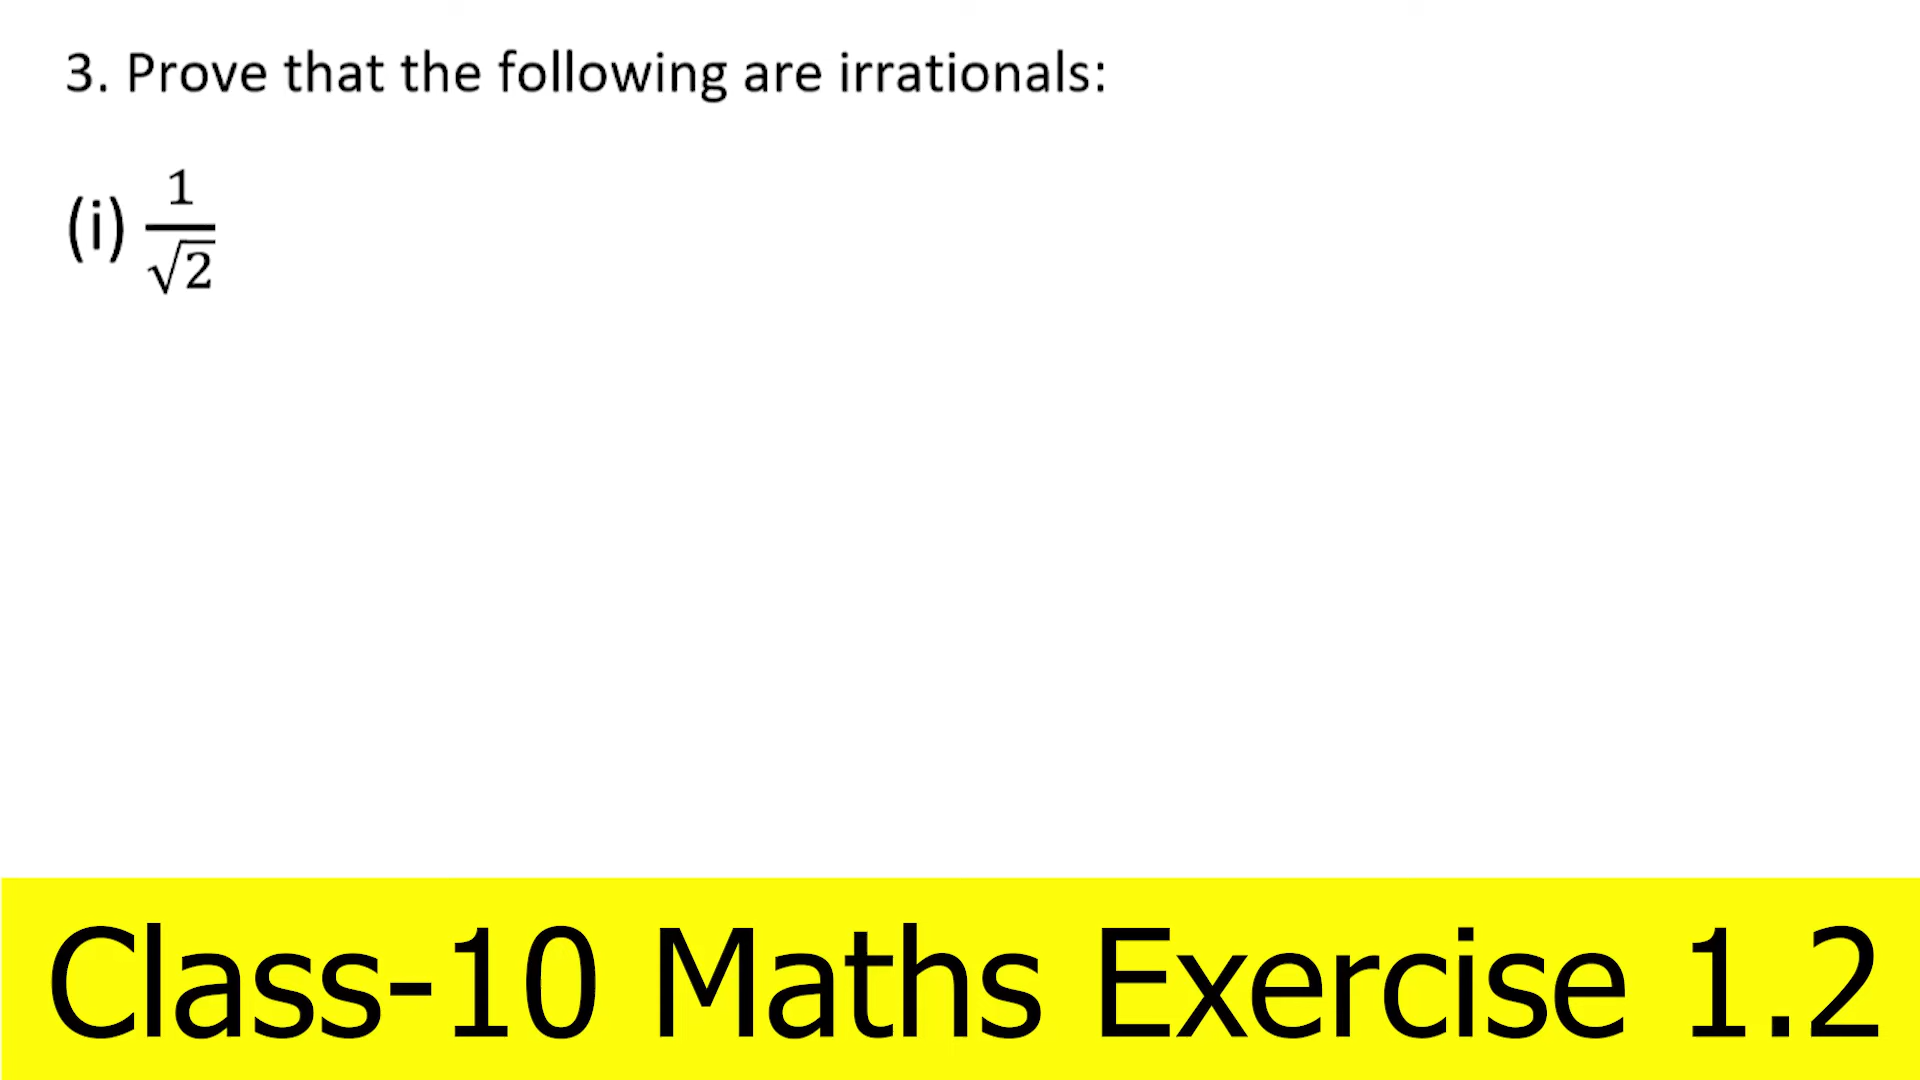 3. Prove that the following are irrationals:
(i) 1/√2
Class-10 Maths Exercise 1.2